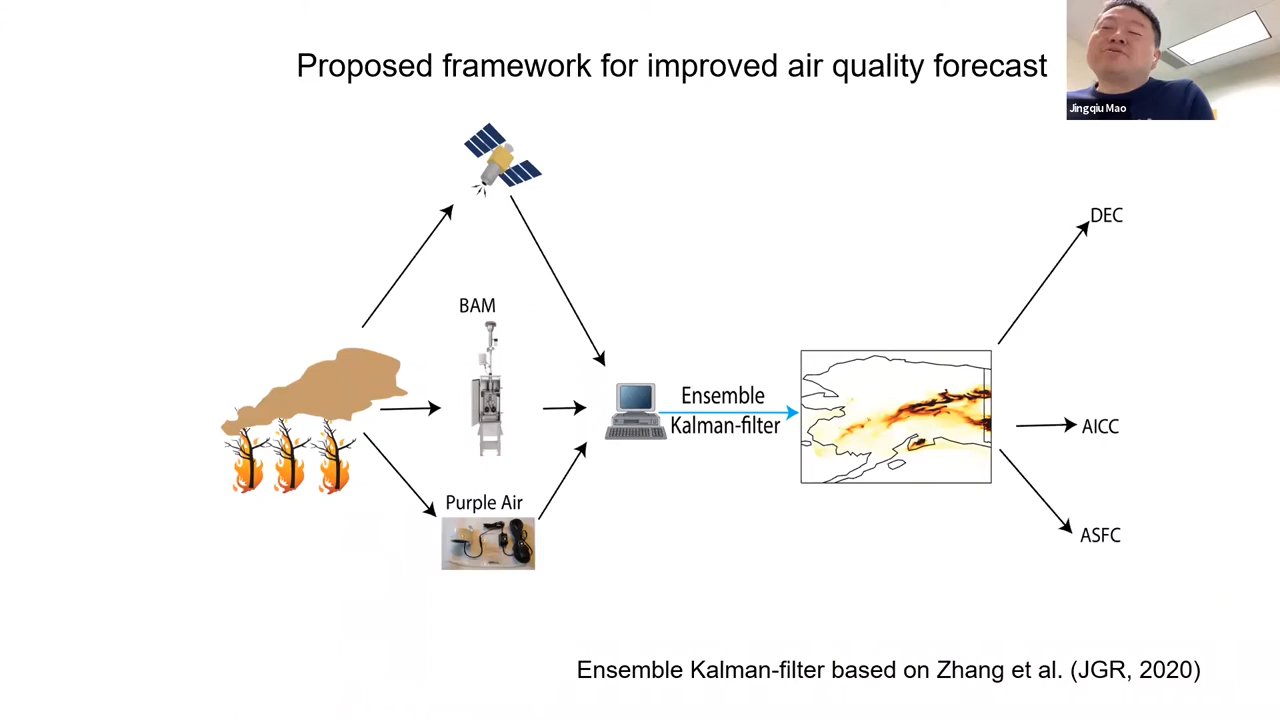 Proposed framework for improved air quality forecast
Jingqiu Mao
DEC
BAM
Ensemble
Kalman-filter
AICC
Purple Air
ASFC
Ensemble Kalman-filter based on Zhang et al. (JGR, 2020)